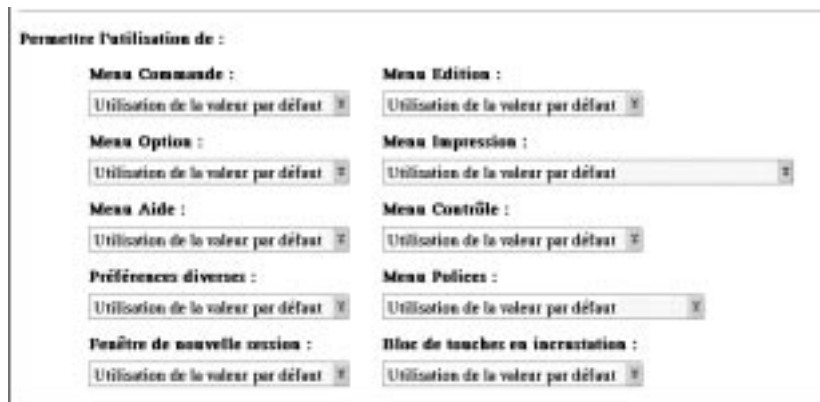 Permettre l'utilisation de :
Menu Commande :
Menu Edition :
Utilisation de la valeur par défaut
Utilisation de la valeur par défaut
Menu Option :
Menu Impression :
Utilisation de la valeur par défaut
Utilisation de la valeur par défaut
Menu Aide :
Menu Contrôle :
Utilisation de la valeur par défaut
Utilisation de la valeur par défaut
Préférences diverses :
Menu Polices :
Utilisation de la valeur par défaut
Utilisation de la valeur par défaut
Fenêtre de nouvelle session :
Bloc de touches en incrustation :
Utilisation de la valeur par défaut
Utilisation de la valeur par défaut